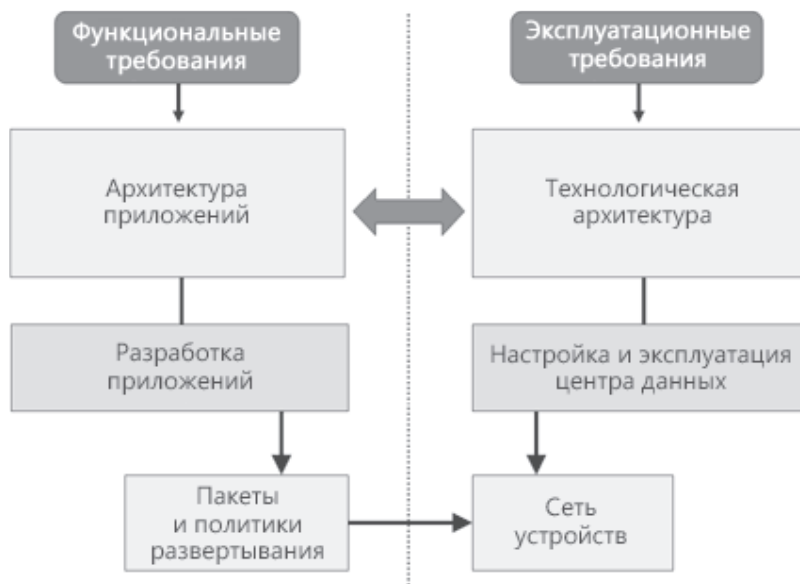 Функциональные
требования
Эксплуатационные
требования
Архитектура
приложений
Технологическая
архитектура
Разработка
приложений
Настройка и эксплуатация
центра данных
Пакеты
и политики
развертывания
Сеть
устройств